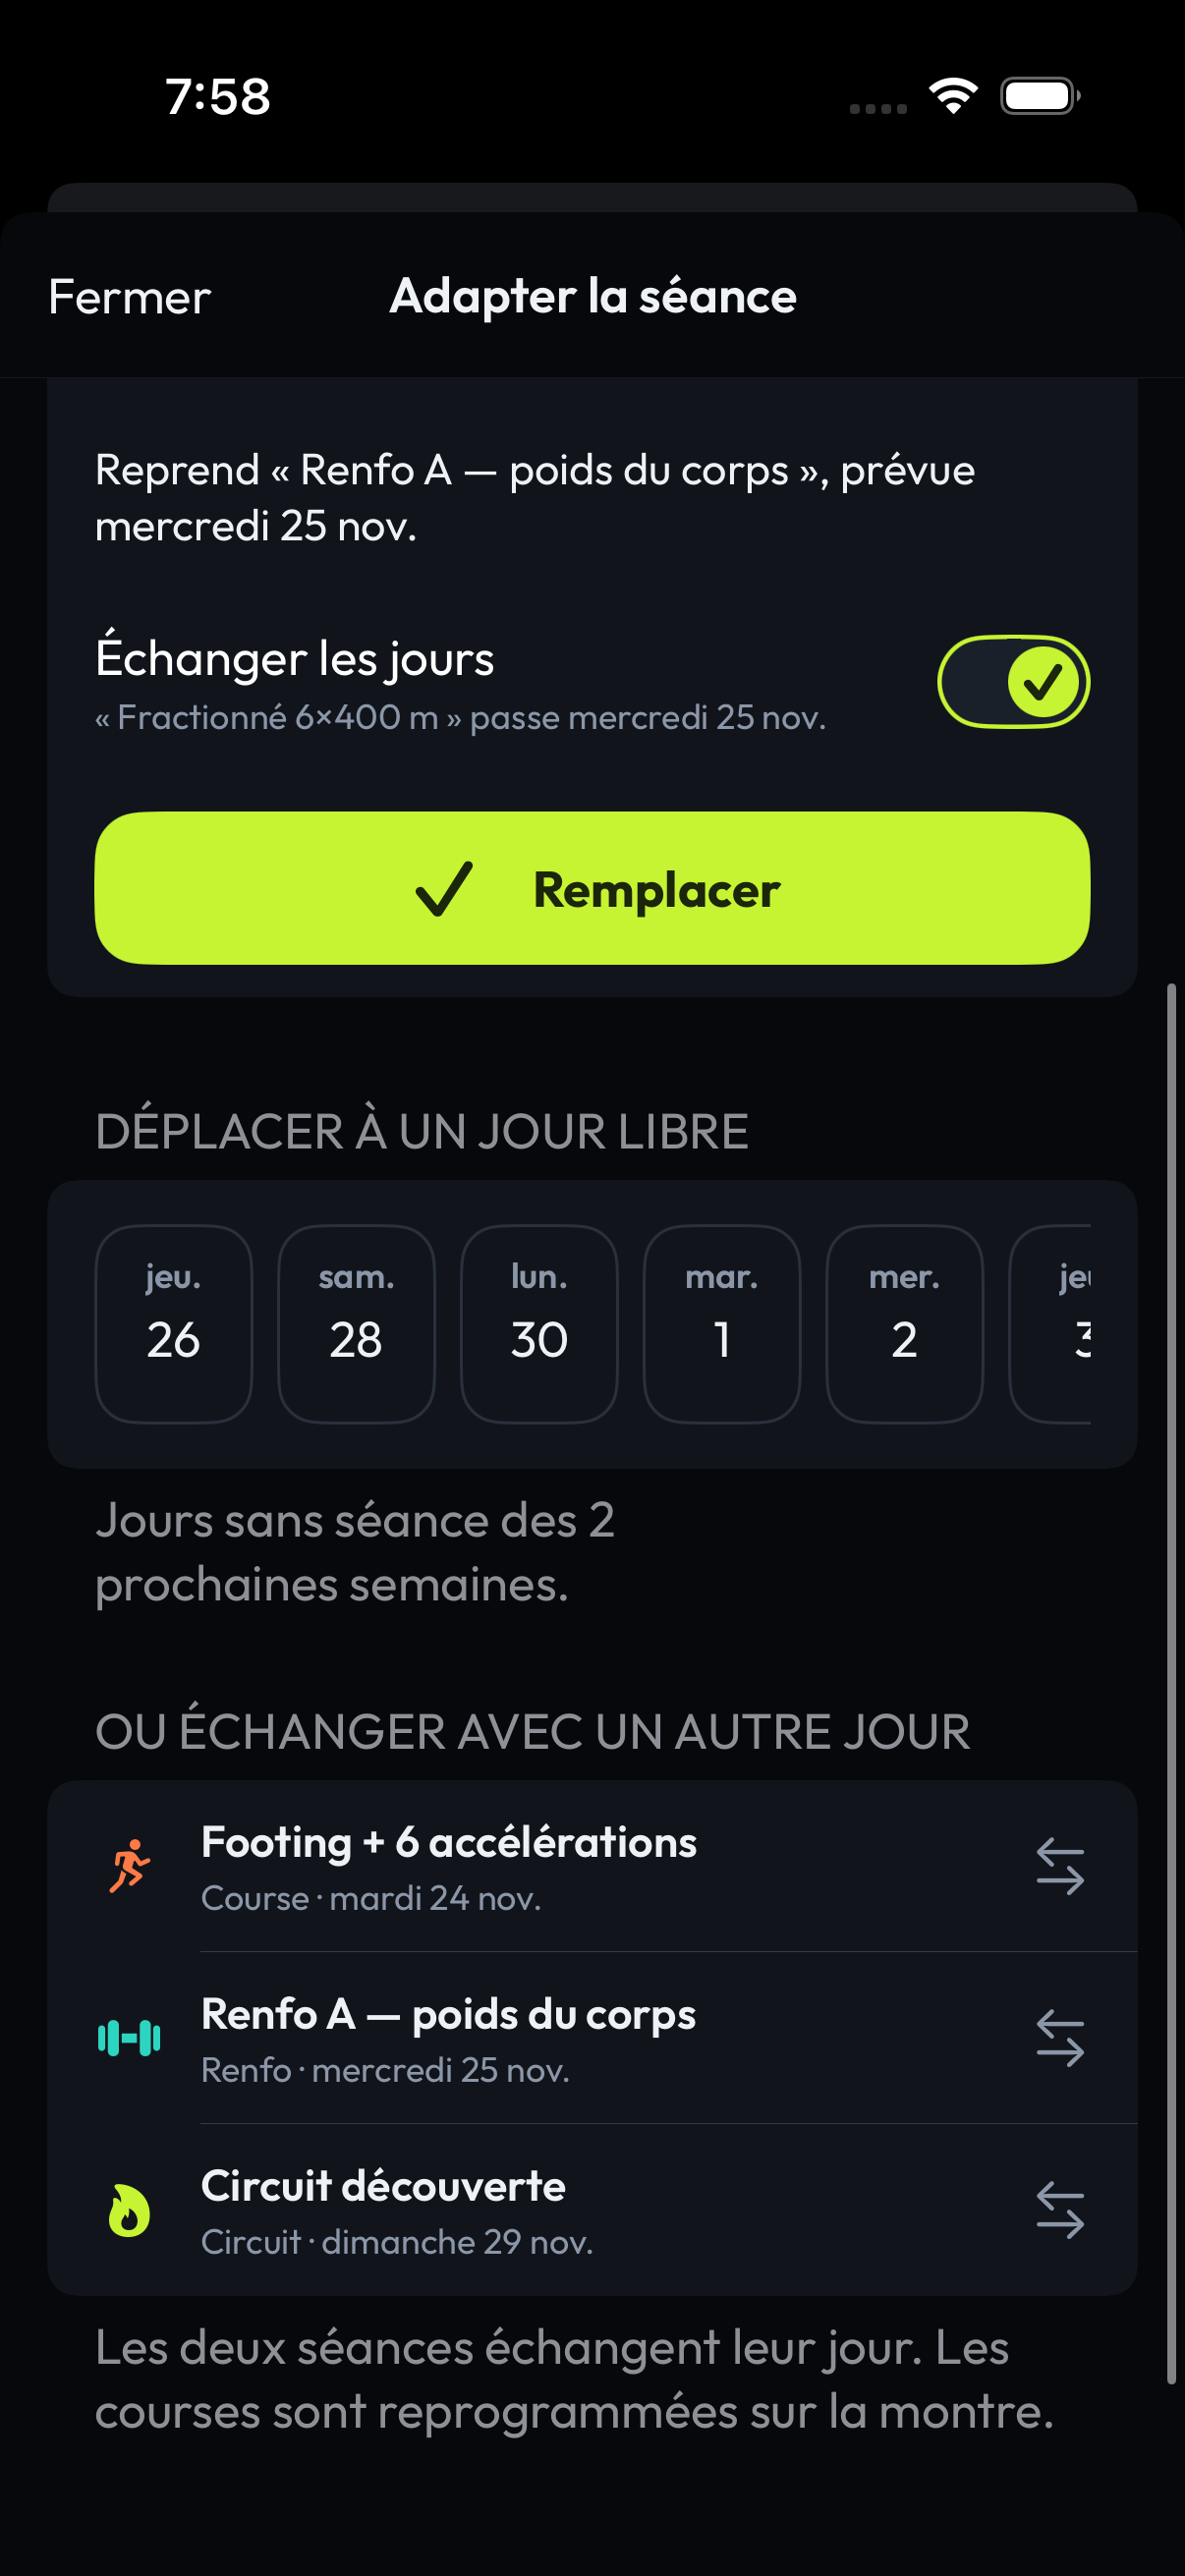 7:58
Fermer
Adapter la séance
Reprend « Renfo A — poids du corps », prévue
mercredi 25 nov.
Échanger les jours
« Fractionné 6×400 m » passe mercredi 25 nov.
Remplacer
DÉPLACER À UN JOUR LIBRE
jeu. sam. lun. mar. mer.
26 28 30 1 2
Jours sans séance des 2
prochaines semaines.
OU ÉCHANGER AVEC UN AUTRE JOUR
Footing + 6 accélérations
Course · mardi 24 nov.
Renfo A — poids du corps
Renfo · mercredi 25 nov.
Circuit découverte
Circuit · dimanche 29 nov.
Les deux séances échangent leur jour. Les
courses sont reprogrammées sur la montre.